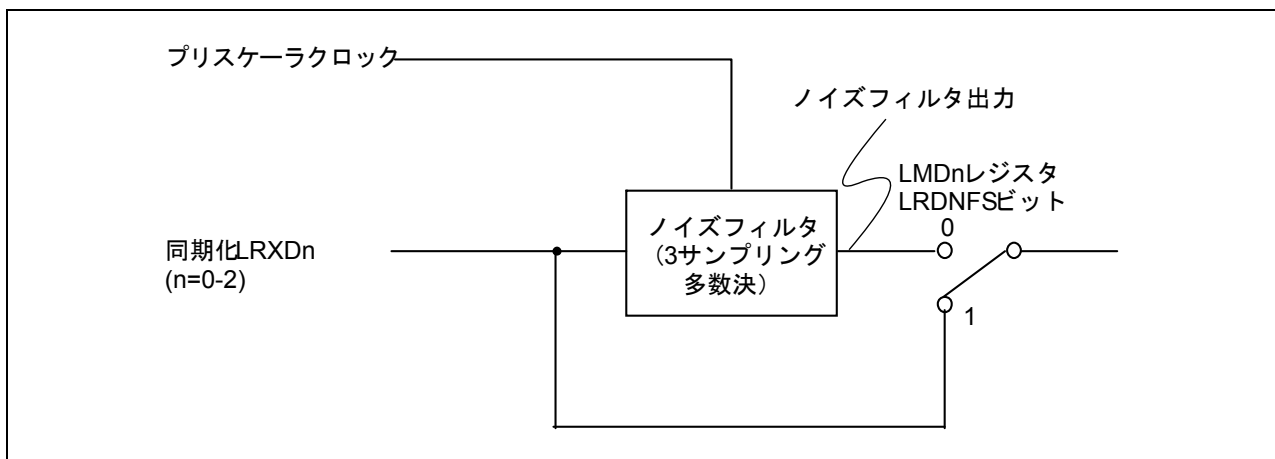 プリスケーラクロック
ノイズフィルタ出力
LMDnレジスタ
LRDNFSビット
0
ノイズフィルタ
（3サンプリング
多数決）
同期化LRXDn
(n=0-2)
1